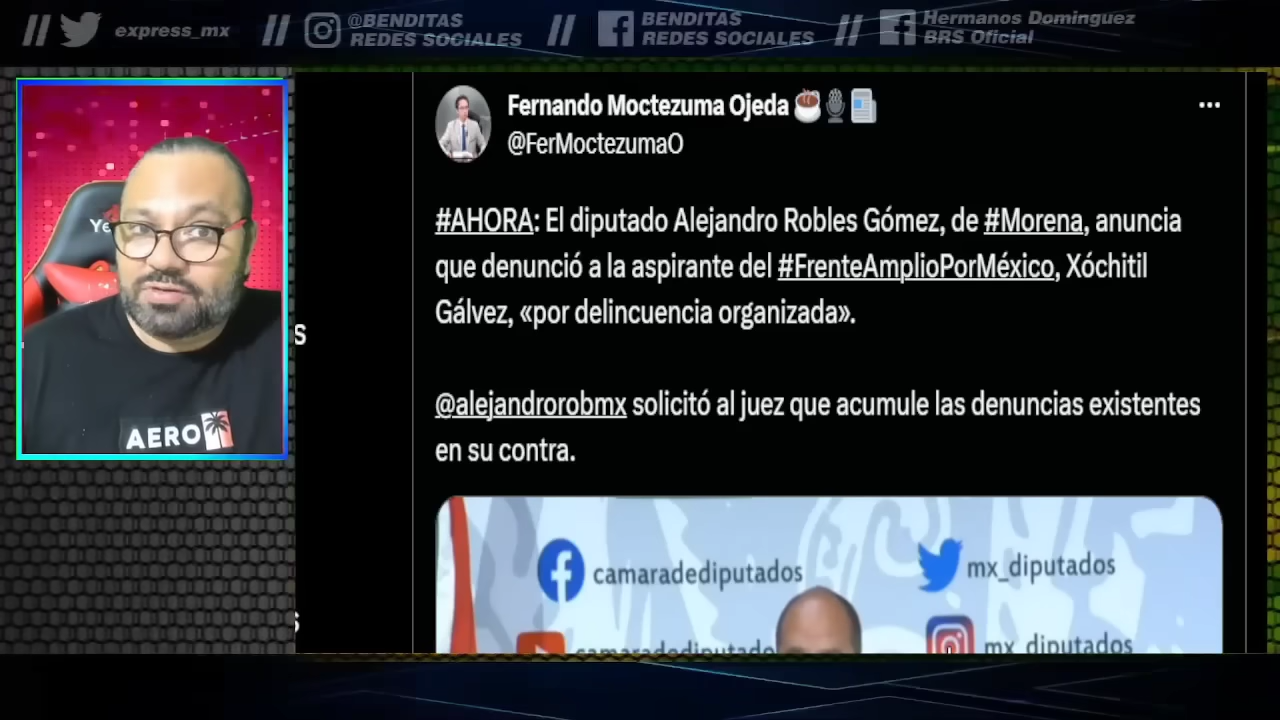 // express_mx // @BENDITAS REDES SOCIALES // BENDITAS REDES SOCIALES // Hermanos Dominguez BRS Oficial
Fernando Moctezuma Ojeda
@FerMoctezumaO
#AHORA: El diputado Alejandro Robles Gómez, de #Morena, anuncia
que denunció a la aspirante del #FrenteAmplioPorMéxico, Xóchitil
Gálvez, «por delincuencia organizada».
@alejandrorobmx solicitó al juez que acumule las denuncias existentes
en su contra.
camaradediputados
mx_diputados
camaradediputado
mx_diputados
Ye
AERO
S
s